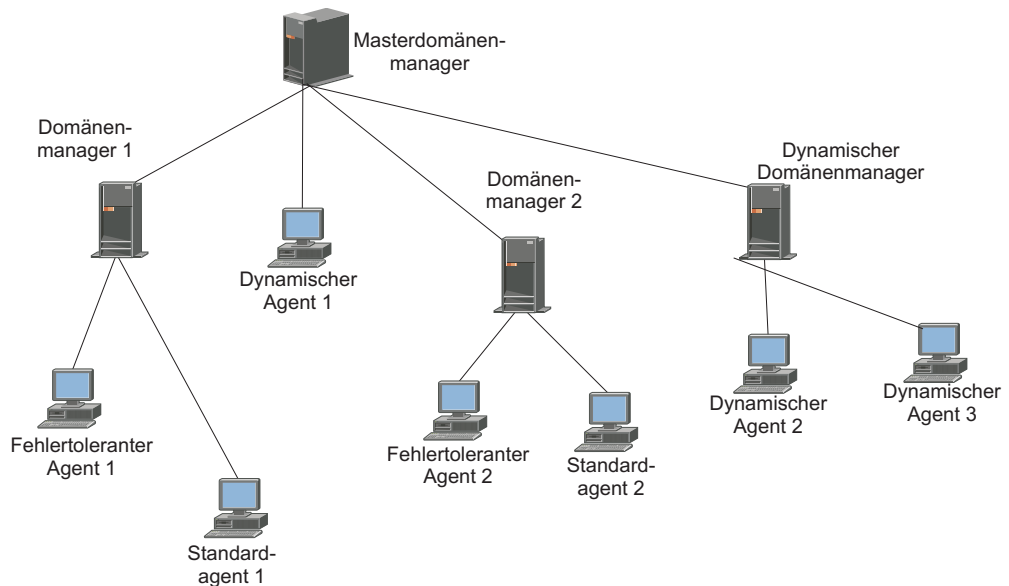 Masterdomänen-
manager
Domänen-
manager 1
Dynamischer
Domänenmanager
Domänen-
manager 2
Dynamischer
Agent 1
Fehlertoleranter
Agent 1
Fehlertoleranter
Agent 2
Standard-
agent 2
Dynamischer
Agent 2
Dynamischer
Agent 3
Standard-
agent 1